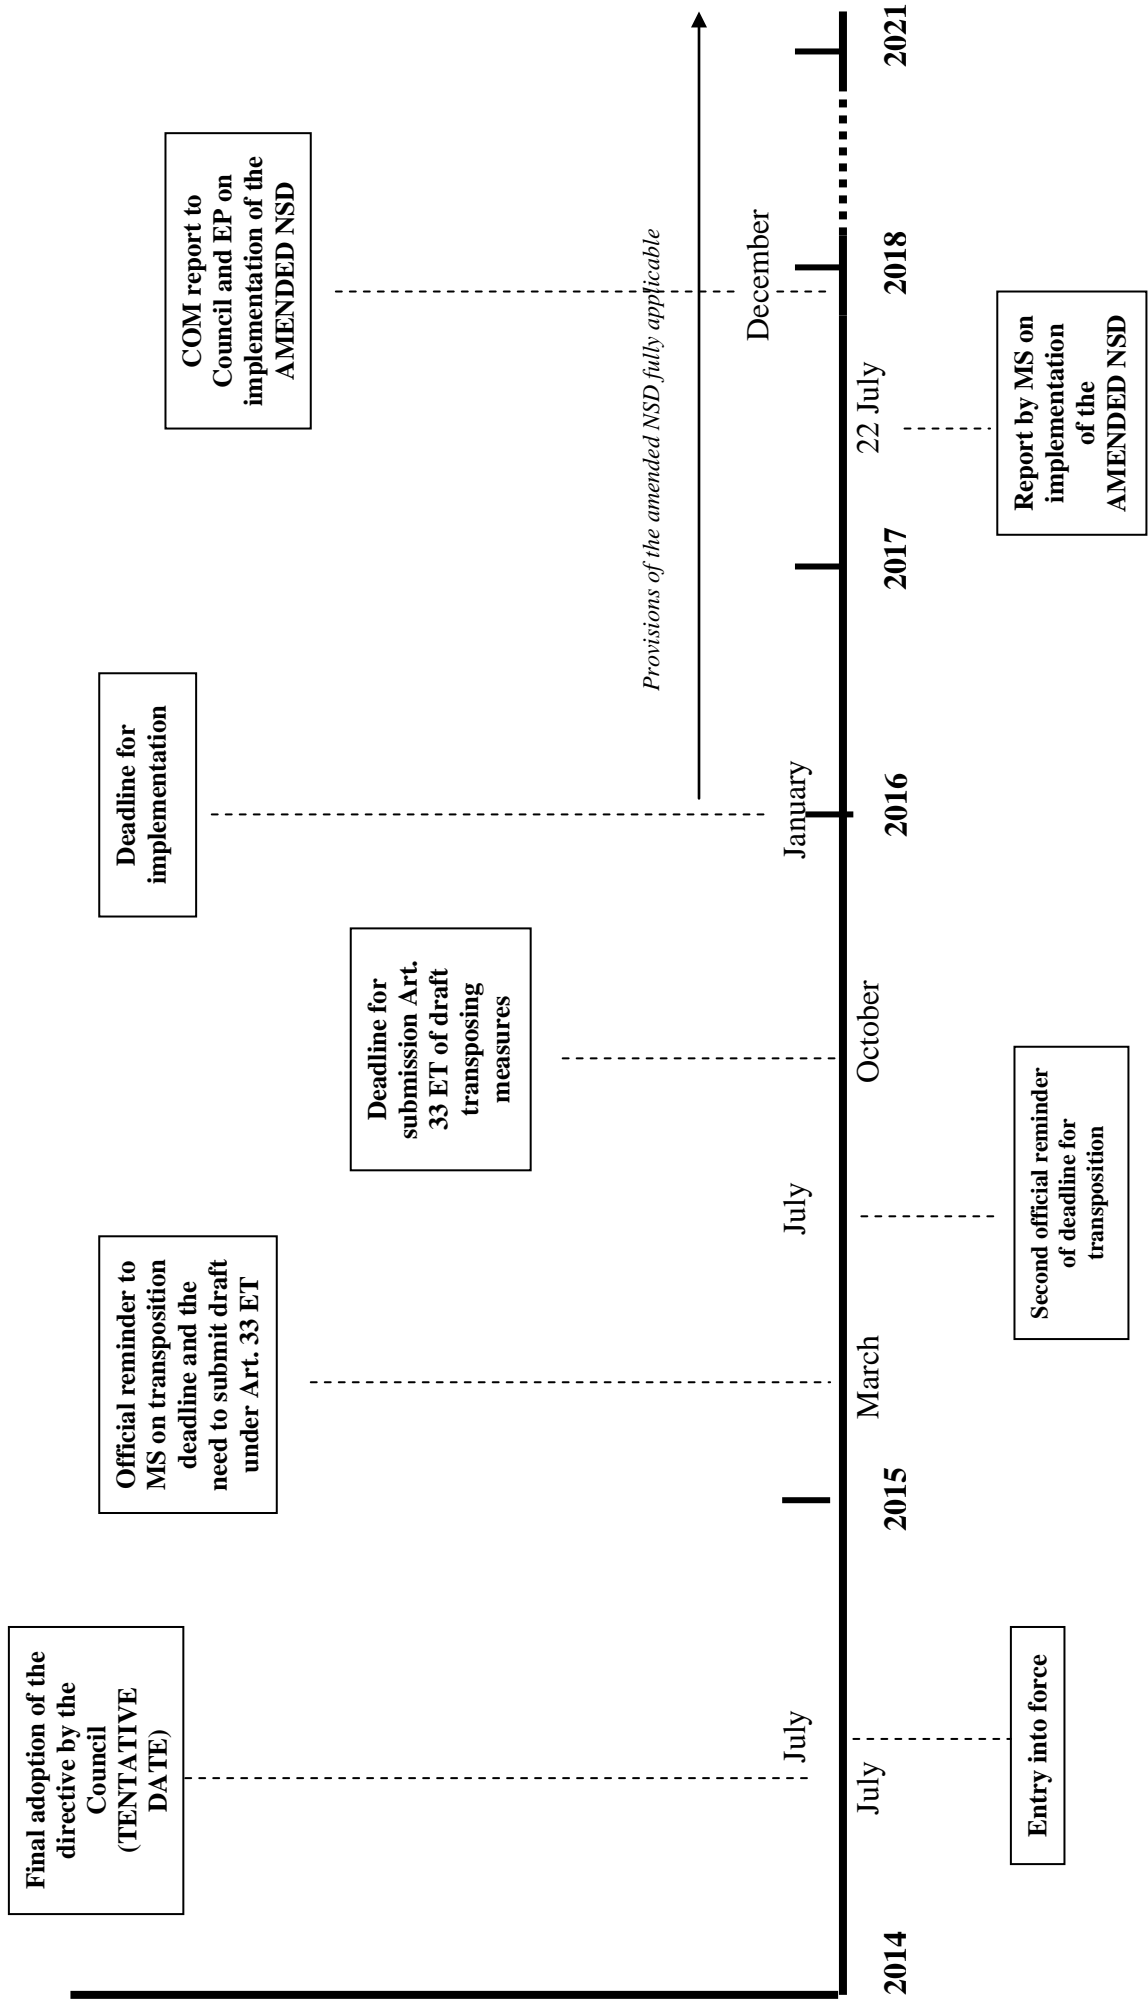 Final adoption of the
directive by the
Council
(TENTATIVE
DATE)
Official reminder to
MS on transposition
deadline and the
need to submit draft
under Art. 33 ET
Deadline for
submission Art.
33 ET of draft
transposing
measures
Deadline for
implementation
COM report to
Council and EP on
implementation of the
AMENDED NSD
Provisions of the amended NSD fully applicable
July
July
January
December
July
March
October
22 July
2014
2015
2016
2017
2018
2021
Entry into force
Second official reminder
of deadline for
transposition
Report by MS on
implementation
of the
AMENDED NSD